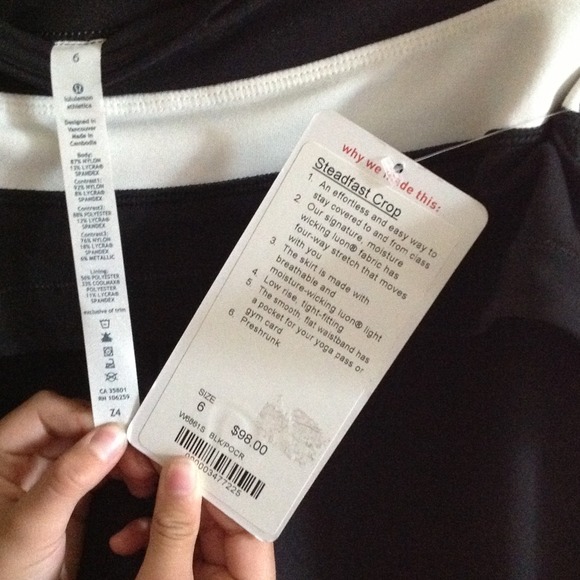 6
lululemon
athletica
Designed in
Vancouver
Made in
Cambodia
Body:
87% NYLON
13% LYCRA®
SPANDEX
Contrast1:
92% NYLON
8% LYCRA®
SPANDEX
Contrast2:
88% POLYESTER
12% LYCRA®
SPANDEX
Contrast3:
76% NYLON
18% LYCRA®
SPANDEX
6% METALLIC
Lining:
56% POLYESTER
33% COOLMAX®
POLYESTER
11% LYCRA®
SPANDEX
exclusive of trim
CA 35801
RN 106259
Z4
why we made this:
Steadfast Crop
1. An effortless and easy way to
stay covered to and from class
2. Our signature, moisture
wicking luon® fabric has
four-way stretch that moves
with you
3. The skirt is made with
breathable and
moisture-wicking luon® light
4. Low rise, tight-fitting
5. The smooth, flat waistband has
a pocket for your yoga pass or
gym card
6. Preshrunk
SIZE
6
$98.00
W6861S BLK/POCR
000003477225